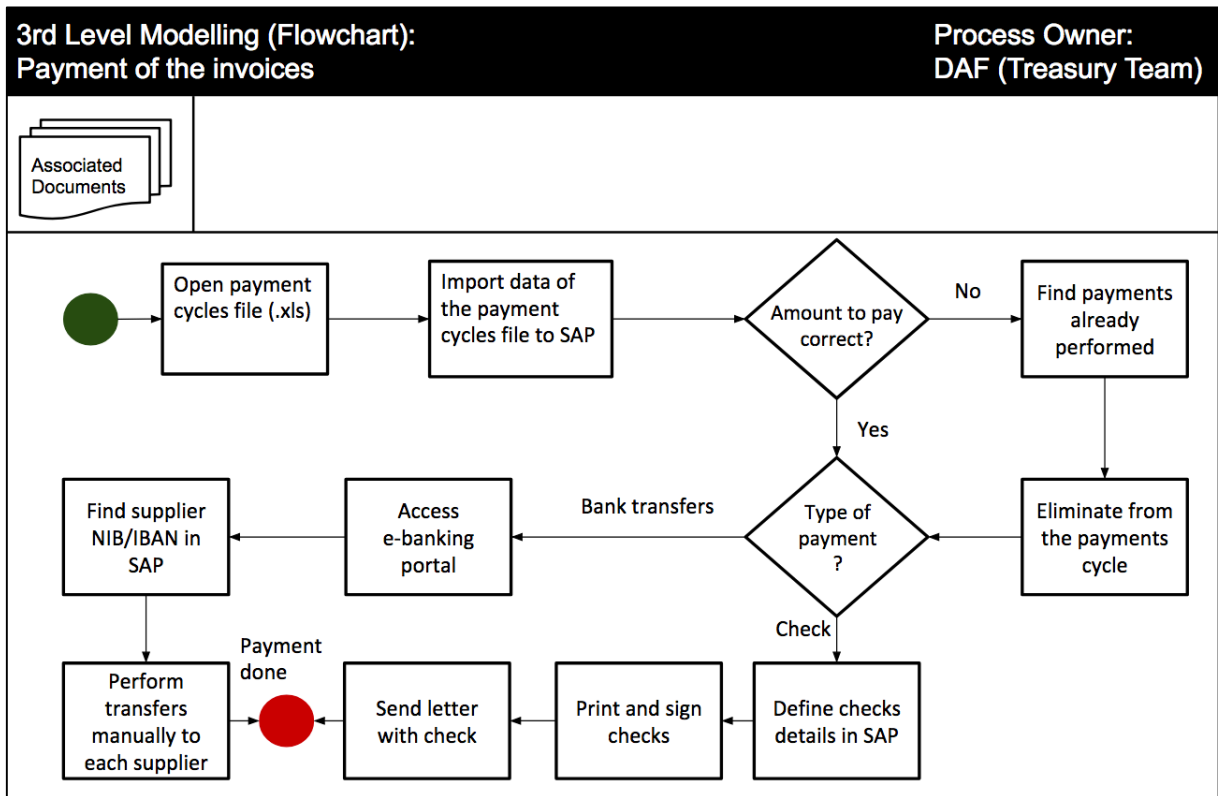 3rd Level Modelling (Flowchart):
Payment of the invoices
Process Owner:
DAF (Treasury Team)
Associated
Documents
Open payment
cycles file (.xls)
Import data of
the payment
cycles file to SAP
Amount to pay
correct?
No
Find payments
already
performed
Yes
Find supplier
NIB/IBAN in
SAP
Access
e-banking
portal
Bank transfers
Type of
payment
?
Eliminate from
the payments
cycle
Check
Payment
done
Perform
transfers
manually to
each supplier
Send letter
with check
Print and sign
checks
Define checks
details in SAP